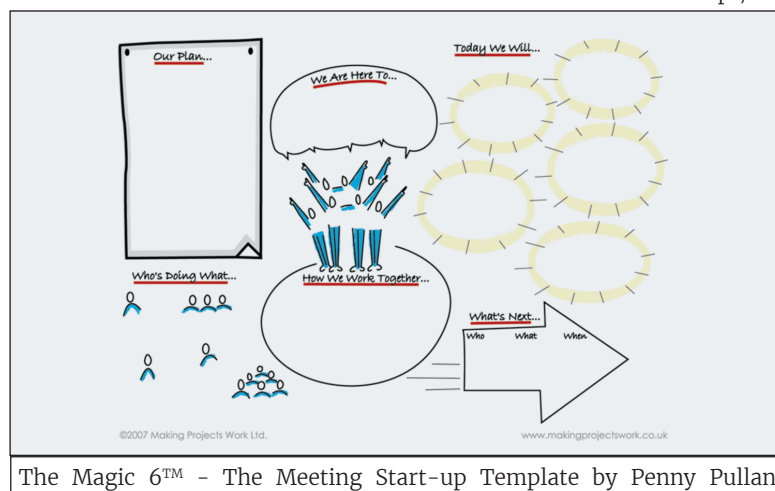 Our Plan...
We Are Here To...
Today We Will...
Who's Doing What...
How We Work Together...
What's Next...
Who What When
©2007 Making Projects Work Ltd.
www.makingprojectswork.co.uk
The Magic 6™ - The Meeting Start-up Template by Penny Pullan